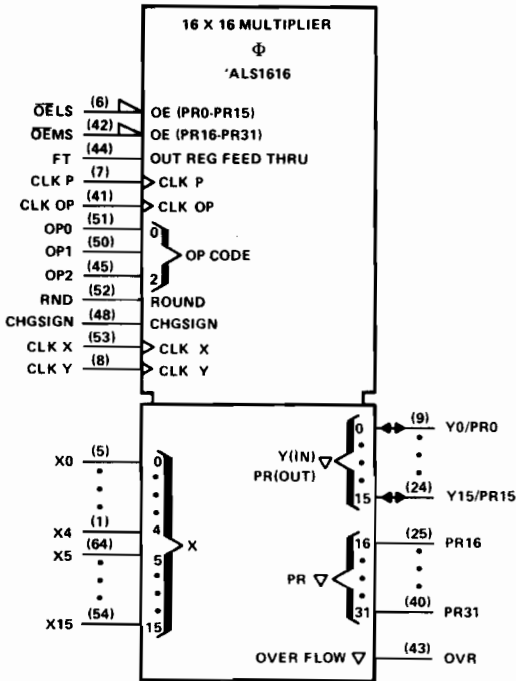 16 X 16 MULTIPLIER
Φ
'ALS1616
OELS (6) OE (PR0-PR15)
OEMS (42) OE (PR16-PR31)
FT (44) OUT REG FEED THRU
CLK P (7) CLK P
CLK OP (41) CLK OP
OP0 (51) 0
OP1 (50) OP CODE
OP2 (45) 2
RND (52) ROUND
CHGSIGN (48) CHGSIGN
CLK X (53) CLK X
CLK Y (8) CLK Y
0 (9) Y0/PR0
X0 (5) 0 Y(IN)
PR(OUT)
15 (24) Y15/PR15
X4 (1) 4
16 (25) PR16
X5 (64) 5 X
PR
31 (40) PR31
X15 (54) 15
OVER FLOW (43) OVR